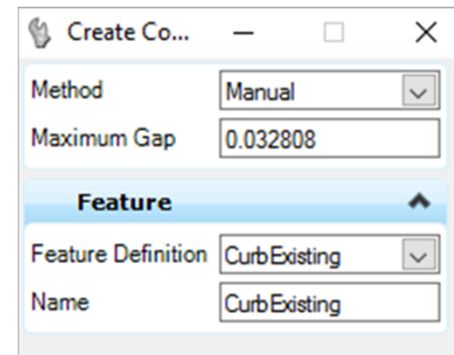 Create Co...
Method Manual
Maximum Gap 0.032808
Feature
Feature Definition CurbExisting
Name CurbExisting